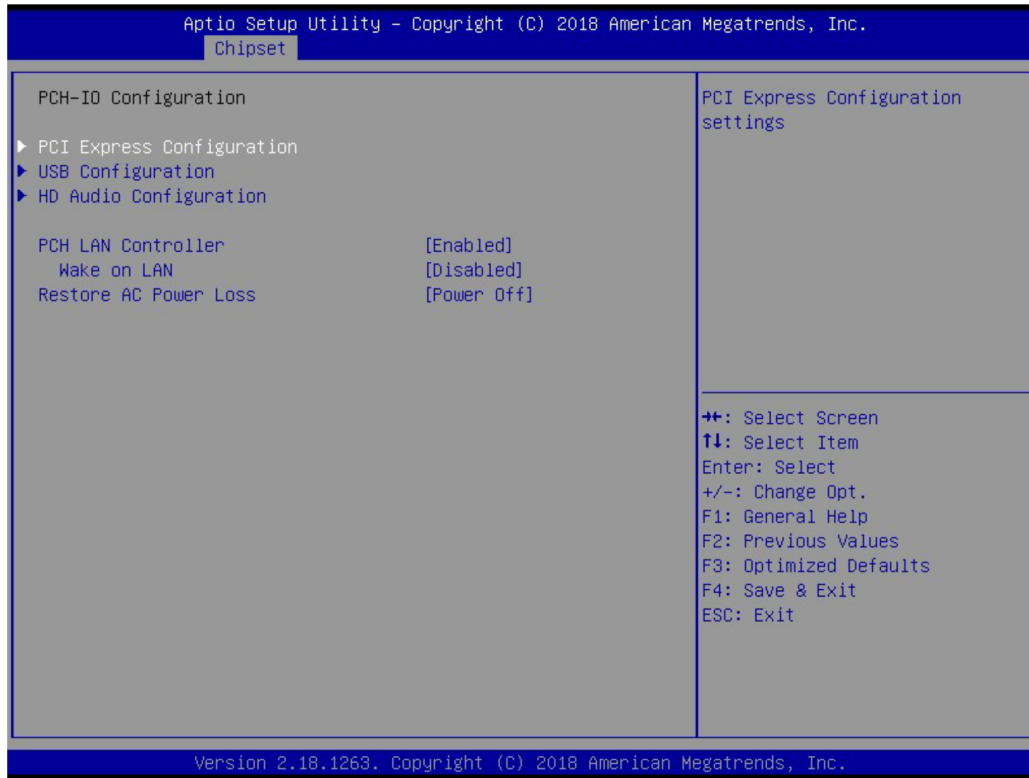 Aptio Setup Utility – Copyright (C) 2018 American Megatrends, Inc.
Chipset
PCH-IO Configuration
▶ PCI Express Configuration
▶ USB Configuration
▶ HD Audio Configuration
PCH LAN Controller [Enabled]
Wake on LAN [Disabled]
Restore AC Power Loss [Power Off]
PCI Express Configuration
settings
→←: Select Screen
↑↓: Select Item
Enter: Select
+/-: Change Opt.
F1: General Help
F2: Previous Values
F3: Optimized Defaults
F4: Save & Exit
ESC: Exit
Version 2.18.1263. Copyright (C) 2018 American Megatrends, Inc.